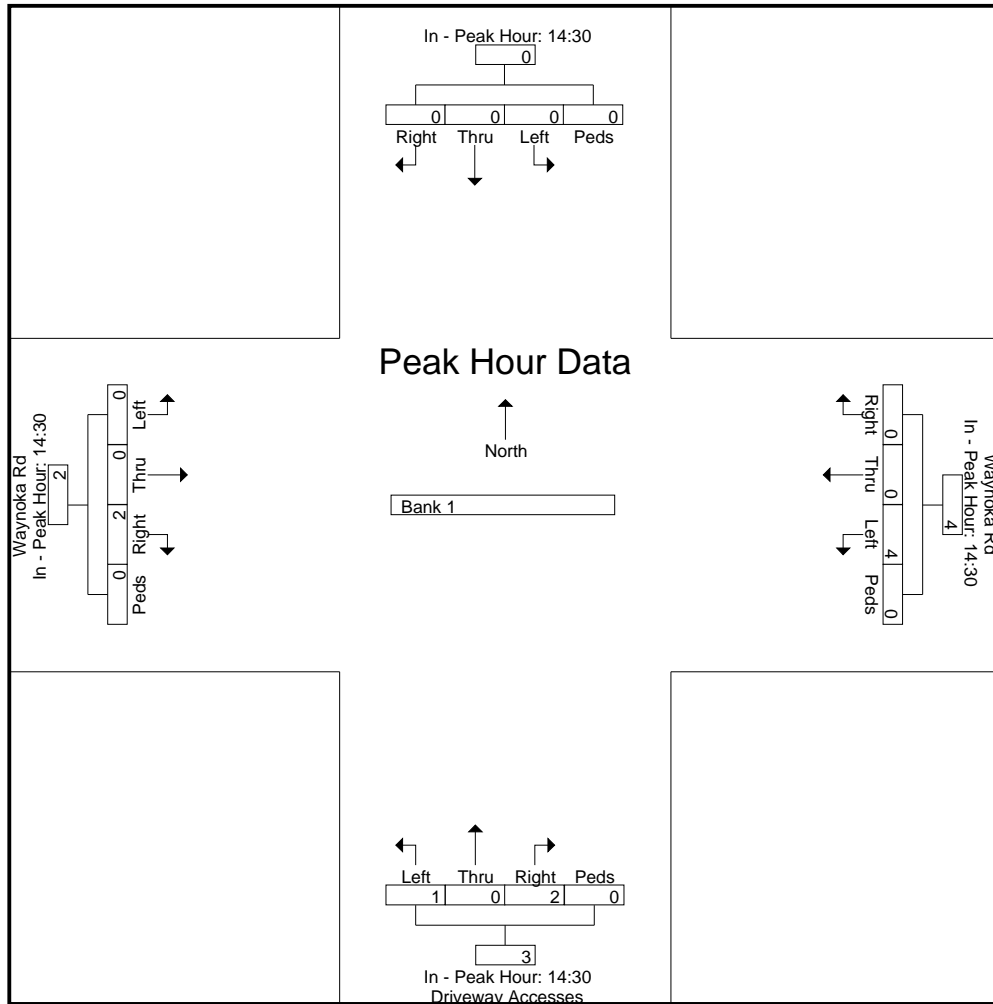 In - Peak Hour: 14:30
0
0 0 0 0
Right Thru Left Peds
Peak Hour Data
North
Bank 1
Waynoka Rd
In - Peak Hour: 14:30
2
0 0 2 0
Left Thru Right Peds
Waynoka Rd
In - Peak Hour: 14:30
4
0 0 4 0
Right Thru Left Peds
Left Thru Right Peds
1 0 2 0
3
In - Peak Hour: 14:30
Driveway Accesses